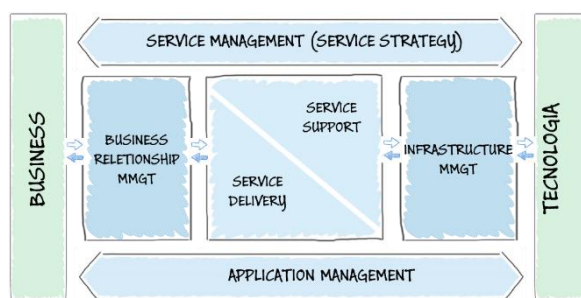 SERVICE MANAGEMENT (SERVICE STRATEGY)
BUSINESS
BUSINESS
RELETIONSHIP
MMGT
SERVICE
SUPPORT
SERVICE
DELIVERY
INFRASTRUCTURE
MMGT
TECNOLOGIA
APPLICATION MANAGEMENT